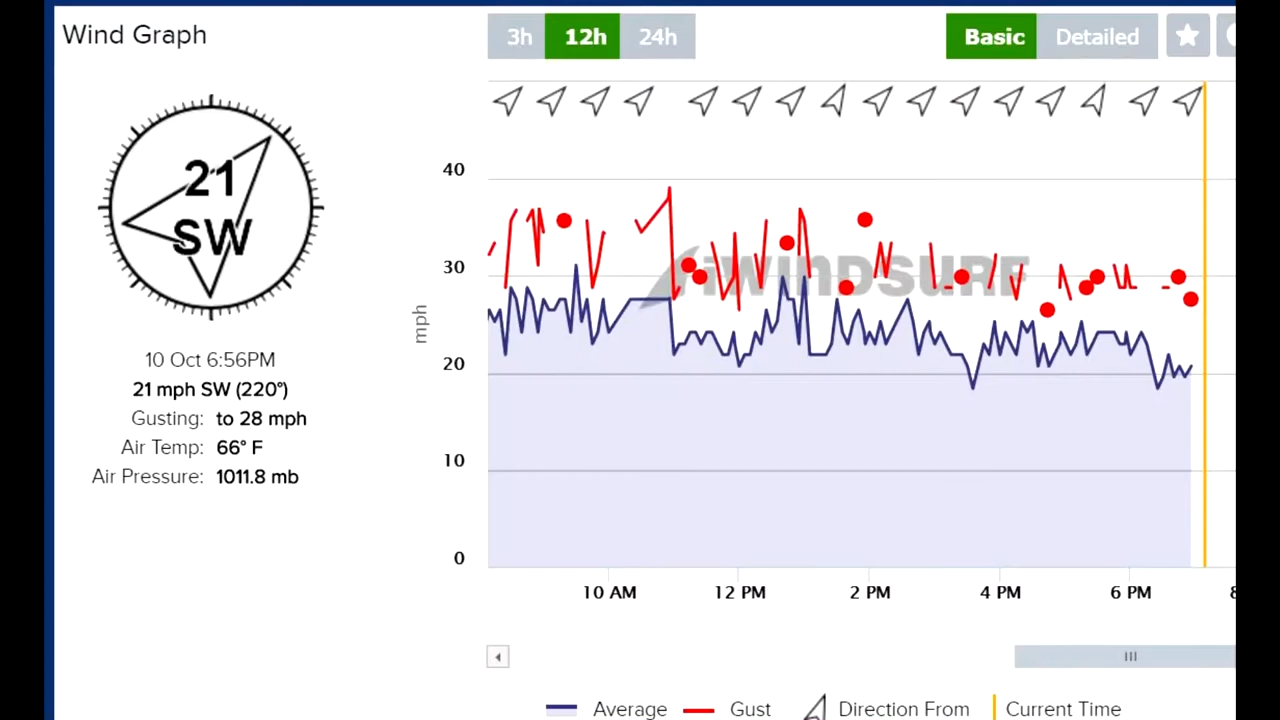 Wind Graph
3h 12h 24h Basic Detailed
21
SW
10 Oct 6:56PM
21 mph SW (220°)
Gusting: to 28 mph
Air Temp: 66° F
Air Pressure: 1011.8 mb
mph
40
30
20
10
0
iWINDSURF
10 AM 12 PM 2 PM 4 PM 6 PM 8
Average Gust Direction From Current Time